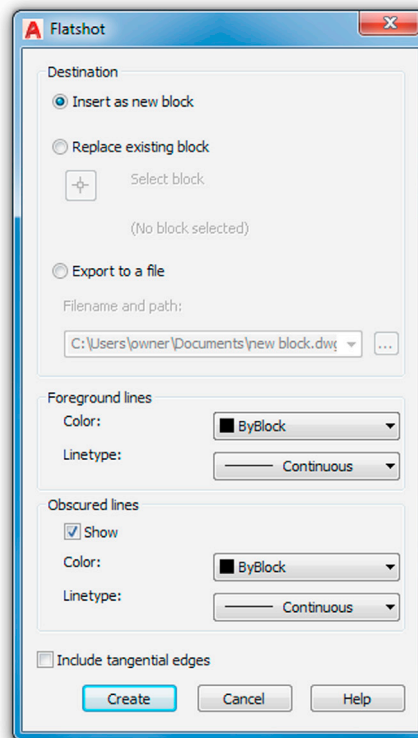 Flatshot
Destination
Insert as new block
Replace existing block
Select block
(No block selected)
Export to a file
Filename and path:
C:\Users\owner\Documents\new block.dwg
...
Foreground lines
Color:
ByBlock
Linetype:
Continuous
Obscured lines
Show
Color:
ByBlock
Linetype:
Continuous
Include tangential edges
Create
Cancel
Help